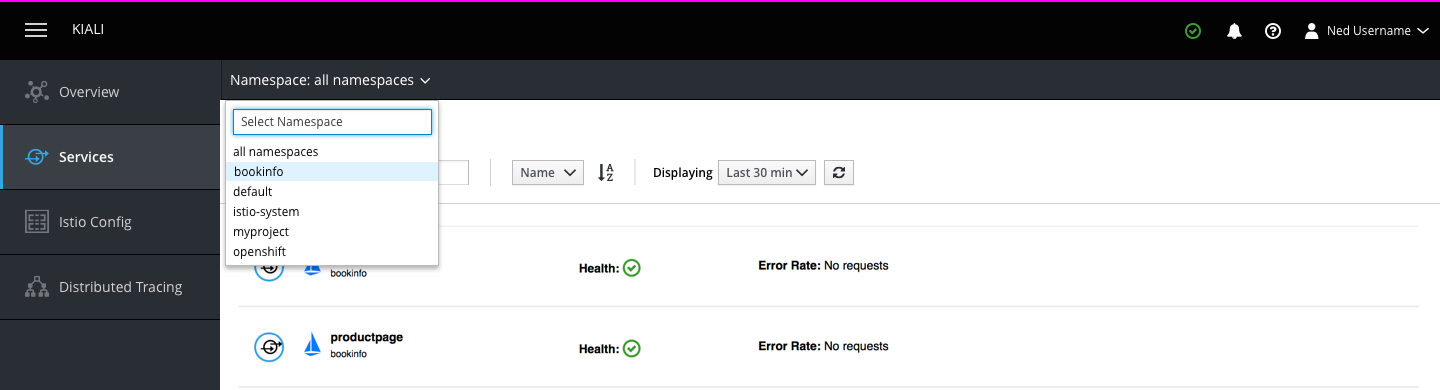 KIALI
Ned Username
Overview
Services
Istio Config
Distributed Tracing
Namespace: all namespaces
Select Namespace
all namespaces
bookinfo
default
istio-system
myproject
openshift
Name
A
Z
Displaying
Last 30 min
bookinfo
Health:
Error Rate: No requests
productpage
bookinfo
Health:
Error Rate: No requests